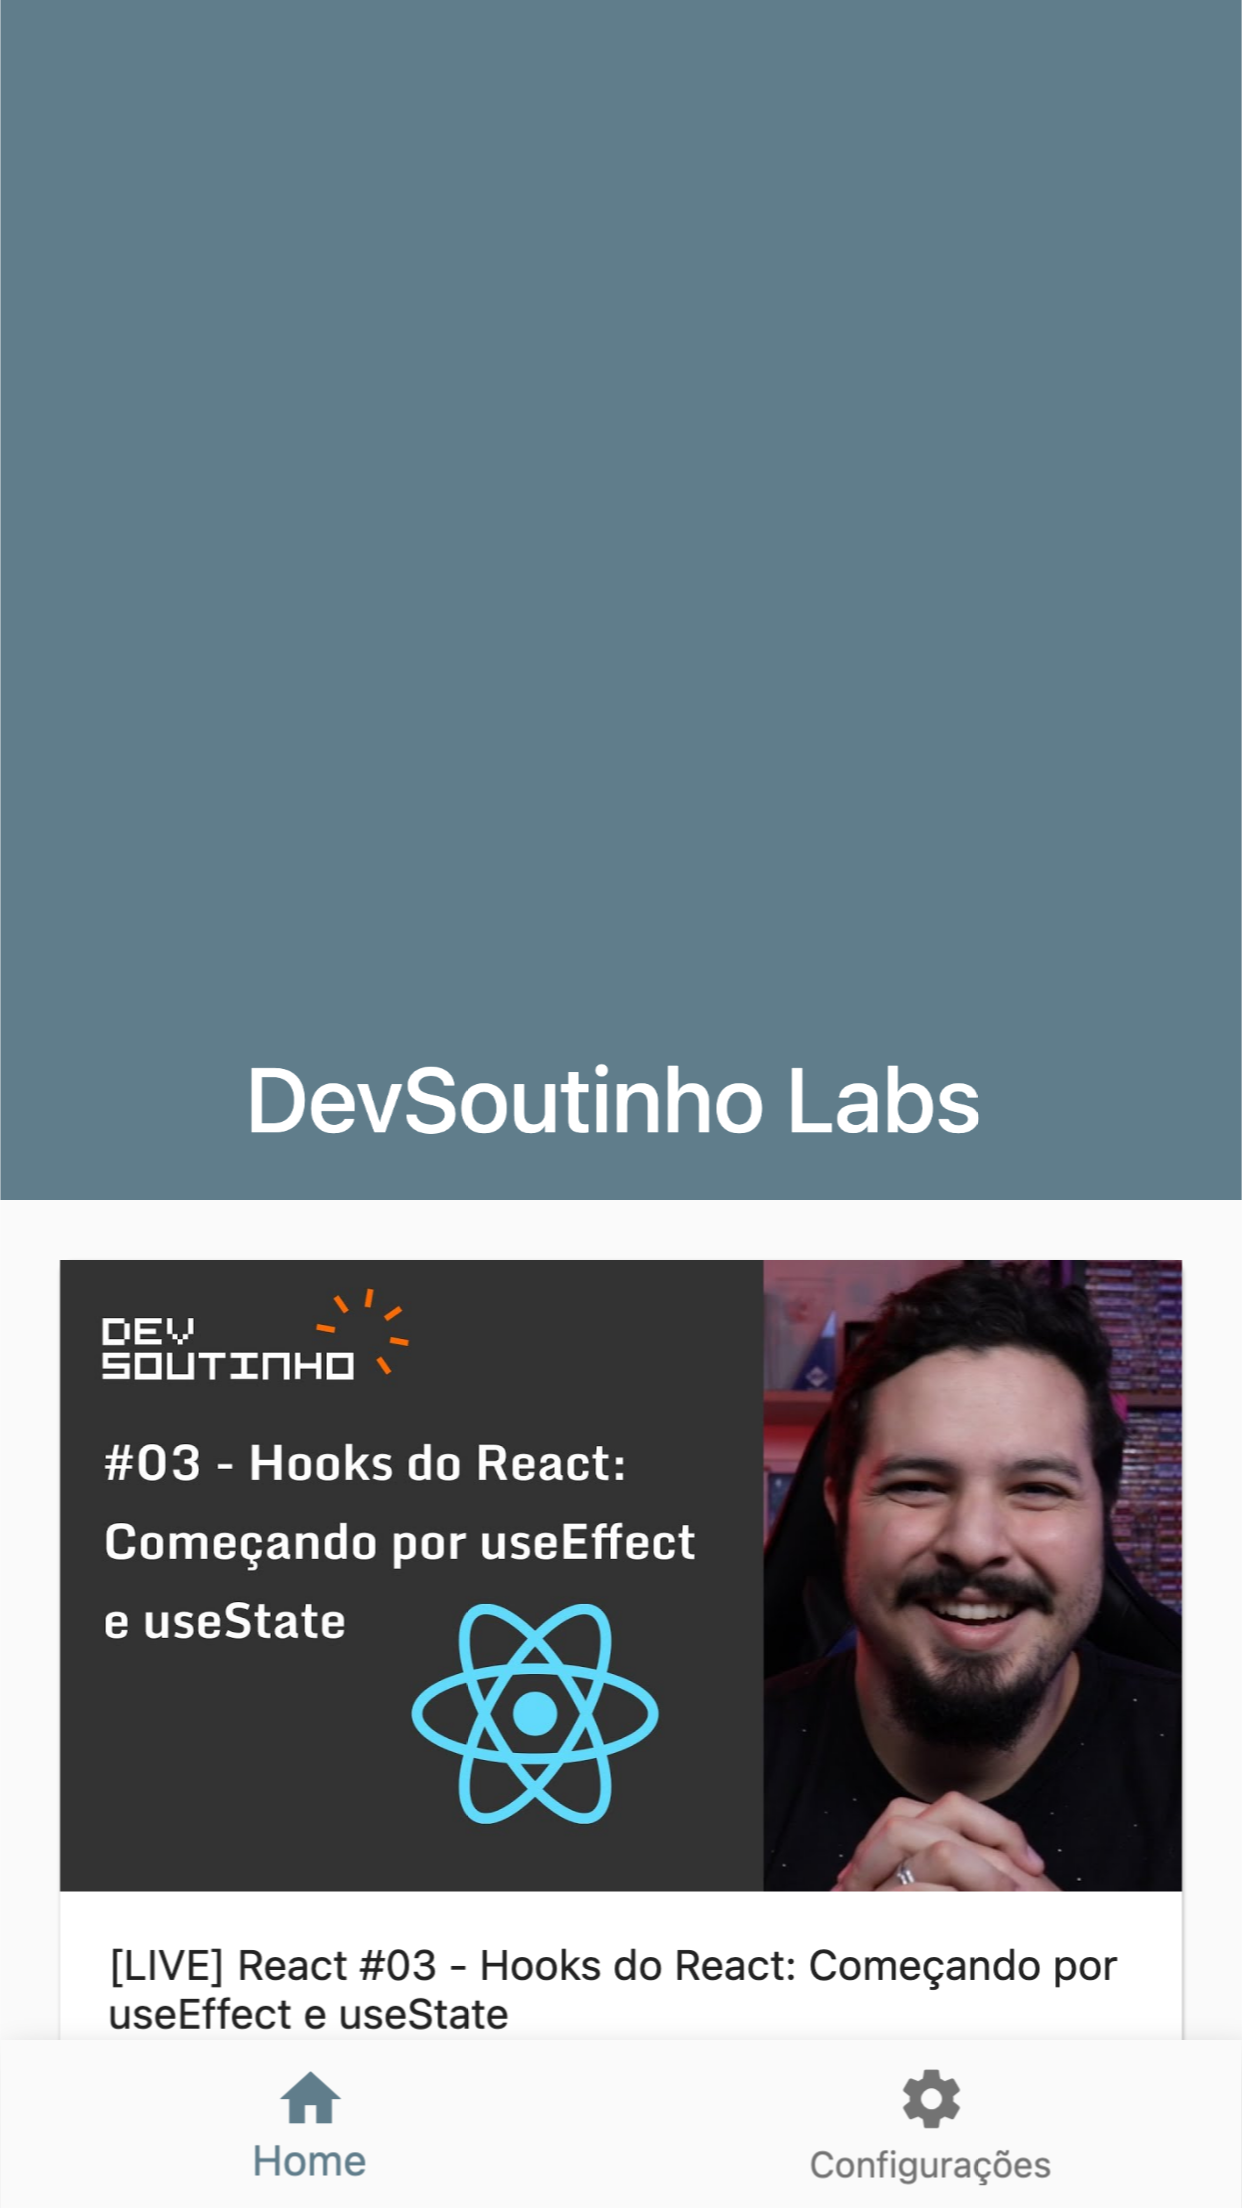 DevSoutinho Labs
DEV
SOUTINHO
#03 - Hooks do React:
Começando por useEffect
e useState
[LIVE] React #03 - Hooks do React: Começando por
useEffect e useState
Home
Configurações